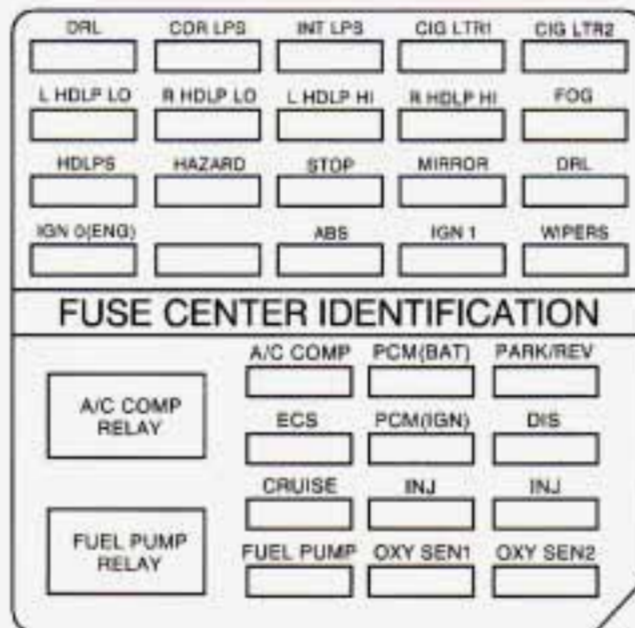 DRL COR LPS INT LPS CIG LTR1 CIG LTR2
L HDLP LO R HDLP LO L HDLP HI R HDLP HI FOG
HDLPS HAZARD STOP MIRROR DRL
IGN 0(ENG) ABS IGN 1 WIPERS
FUSE CENTER IDENTIFICATION
A/C COMP PCM(BAT) PARK/REV
A/C COMP
RELAY
ECS PCM(IGN) DIS
CRUISE INJ INJ
FUEL PUMP
RELAY
FUEL PUMP OXY SEN1 OXY SEN2